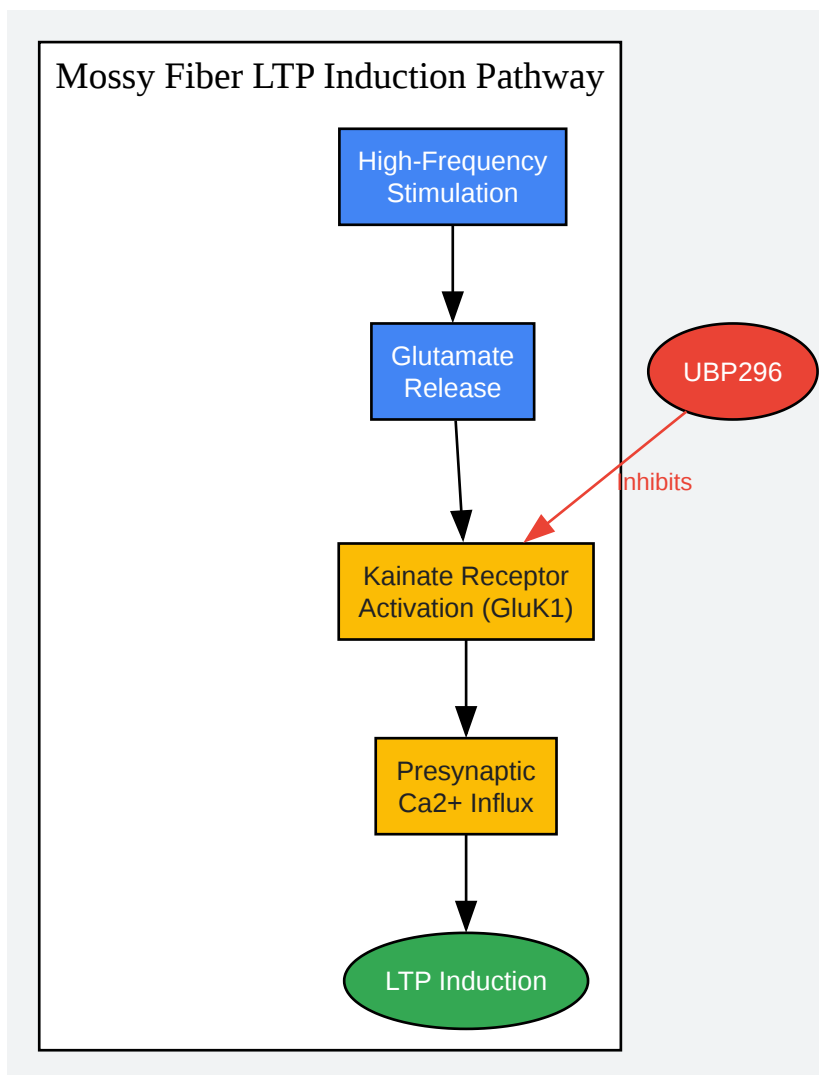 Mossy Fiber LTP Induction Pathway
High-Frequency
Stimulation
Glutamate
Release
UBP296
Inhibits
Kainate Receptor
Activation (GluK1)
Presynaptic
Ca2+ Influx
LTP Induction